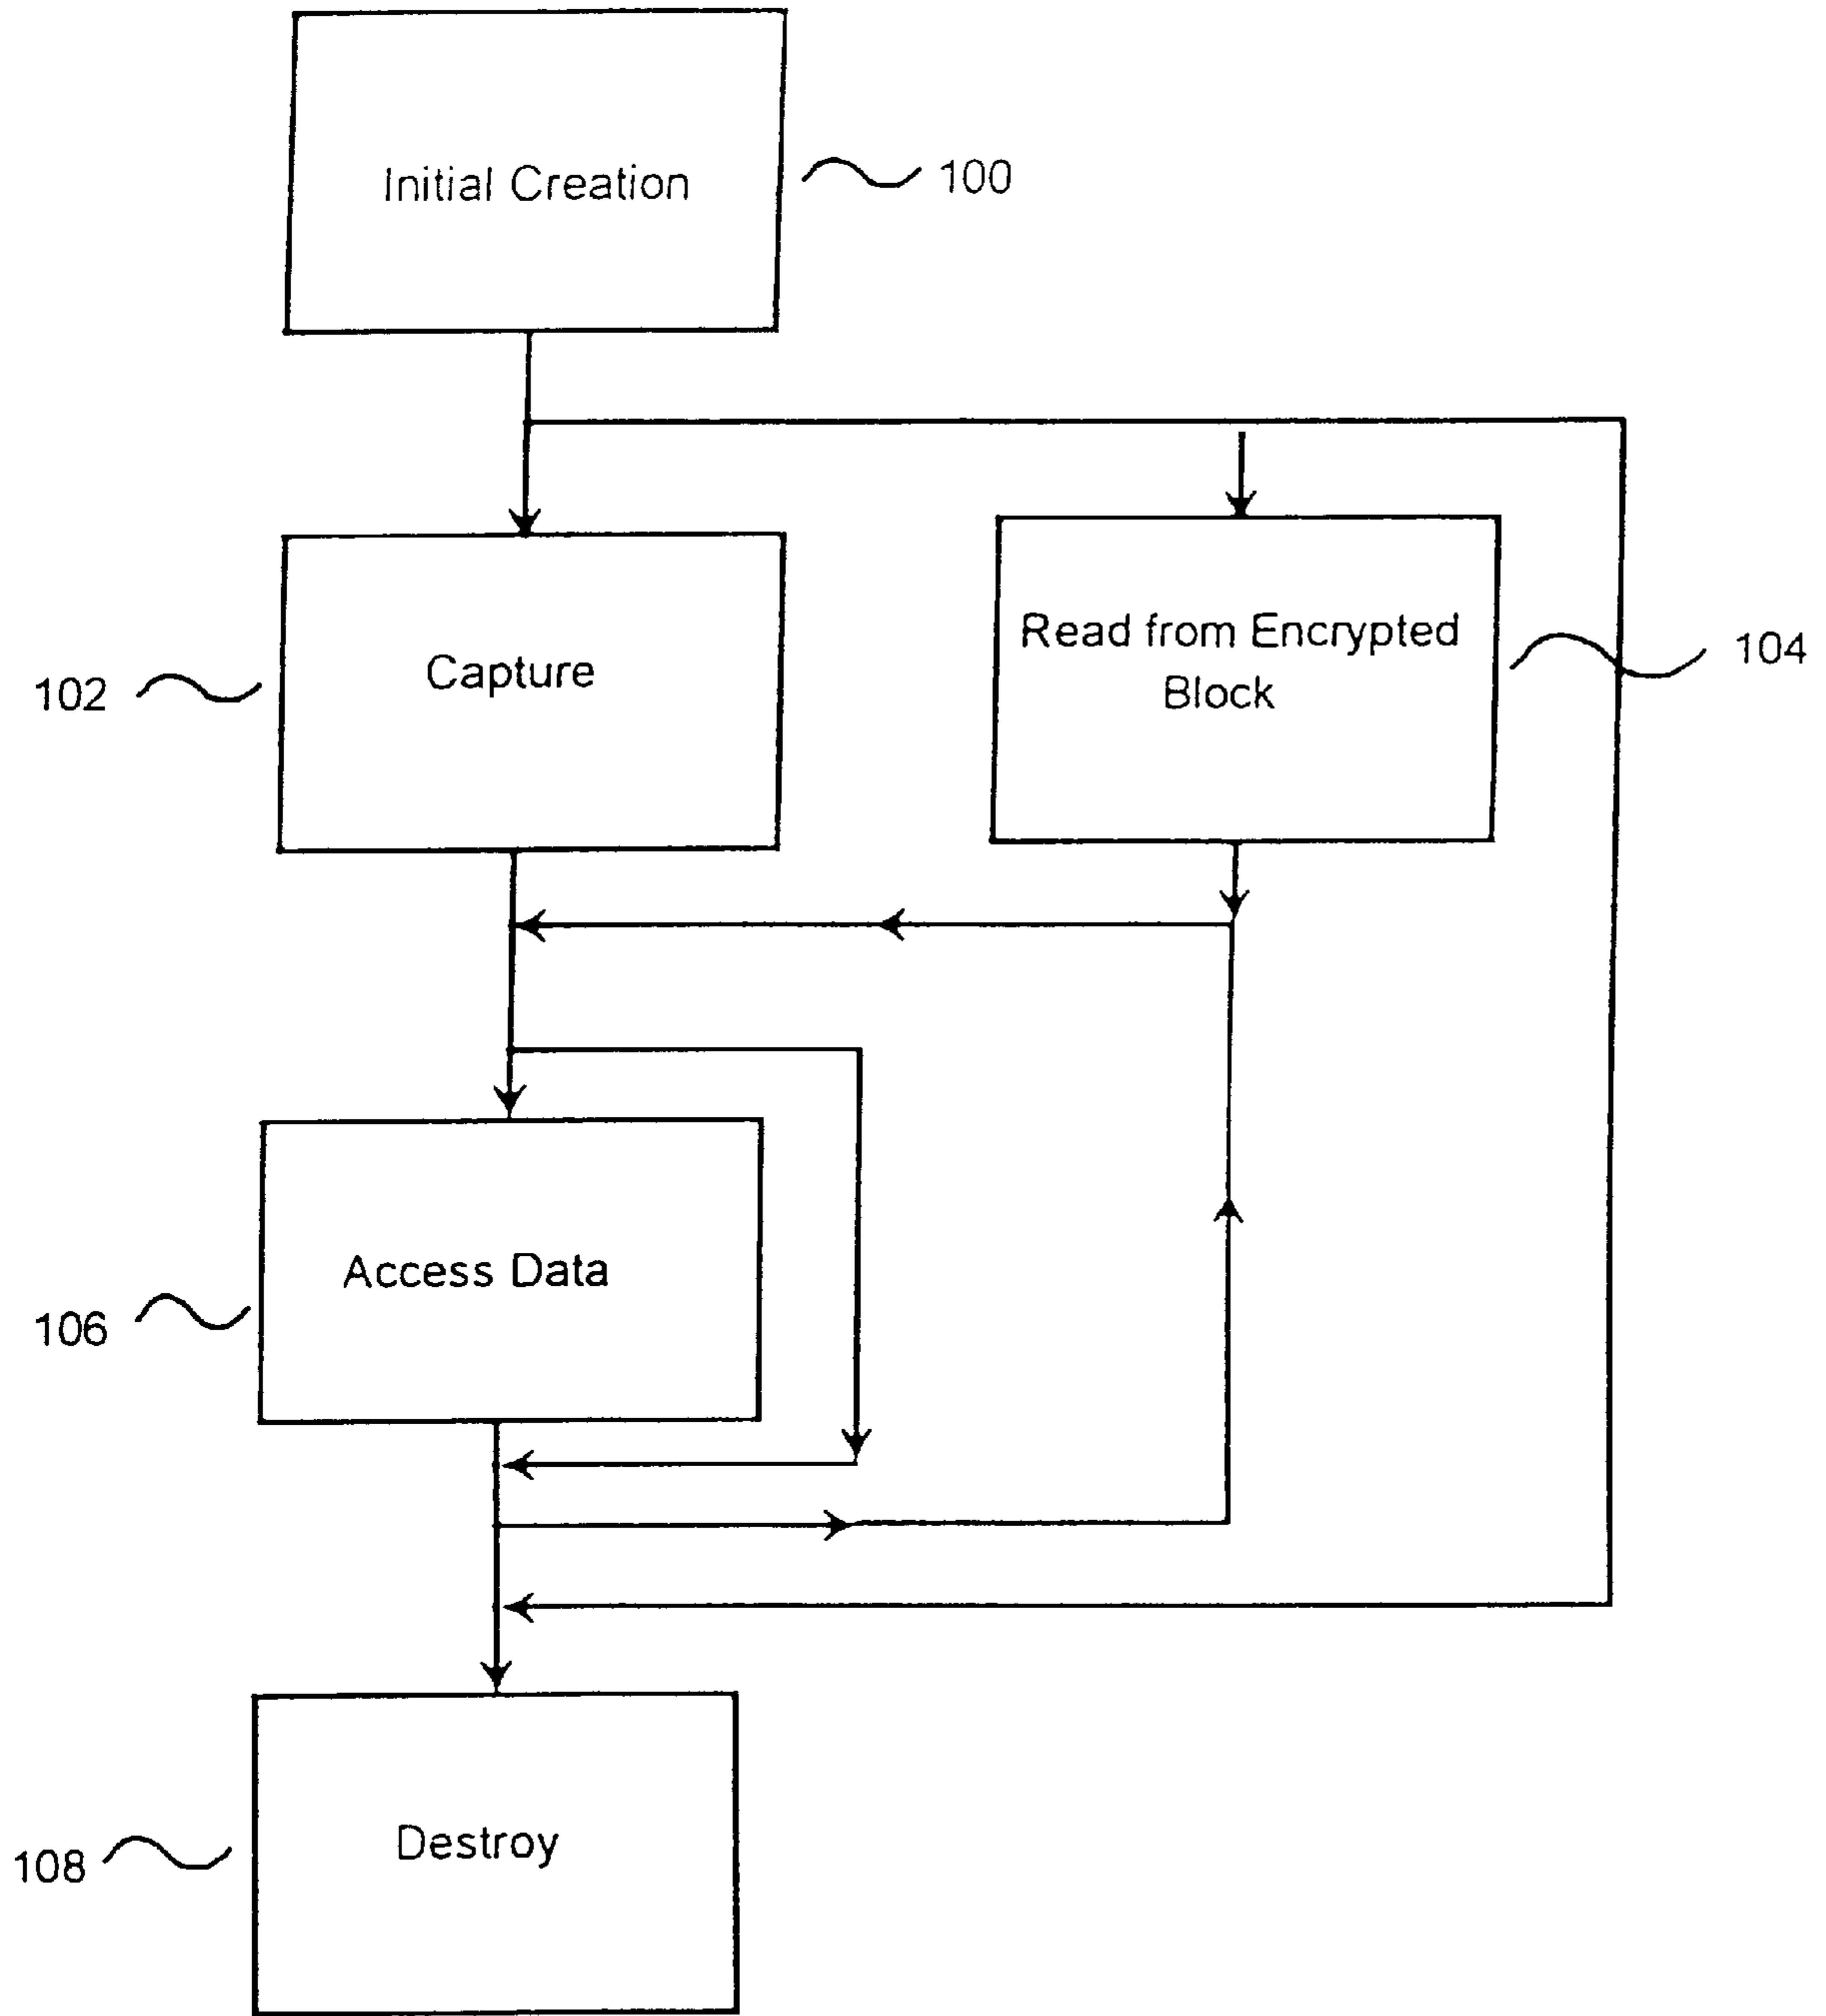 Initial Creation
100
Capture
102
Read from Encrypted
Block
104
Access Data
106
Destroy
108